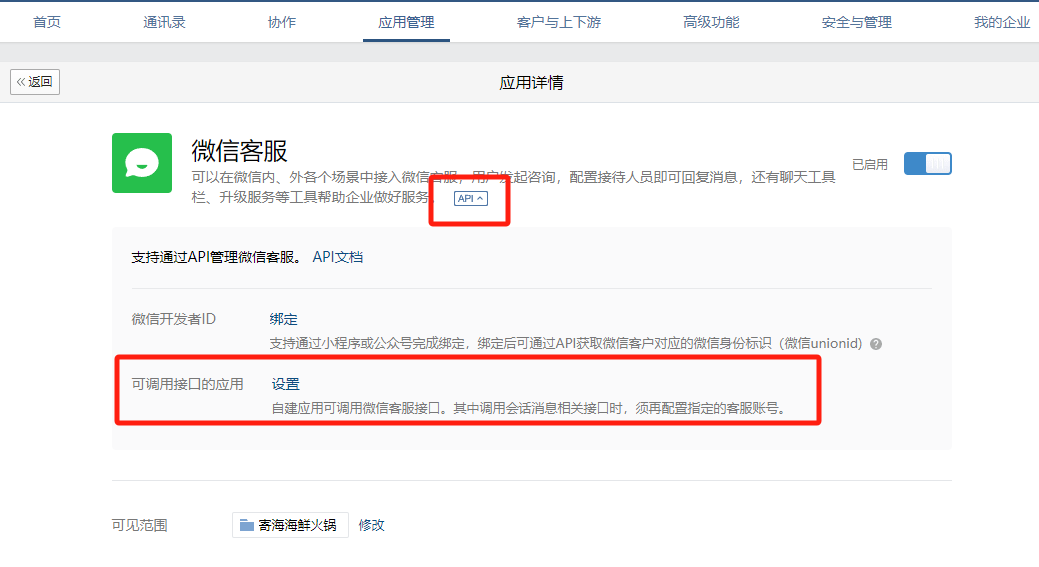 首页 通讯录 协作 应用管理 客户与上下游 高级功能 安全与管理 我的企业
«返回 应用详情
微信客服
可以在微信内、外各个场景中接入微信客服，用户发起咨询，配置接待人员即可回复消息，还有聊天工具
已启用
栏、升级服务等工具帮助企业做好服务。 API
支持通过API管理微信客服。 API文档
微信开发者ID 绑定
支持通过小程序或公众号完成绑定，绑定后可通过API获取微信客户对应的微信身份标识（微信unionid) ?
可调用接口的应用 设置
自建应用可调用微信客服接口。其中调用会话消息相关接口时，须再配置指定的客服账号。
可见范围 寄海海鲜火锅 修改